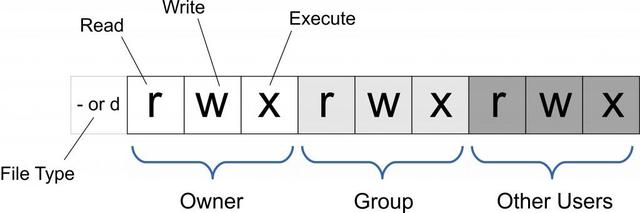 Write
Read
Execute
- or d r w x r w x r w x
File Type
Owner Group Other Users